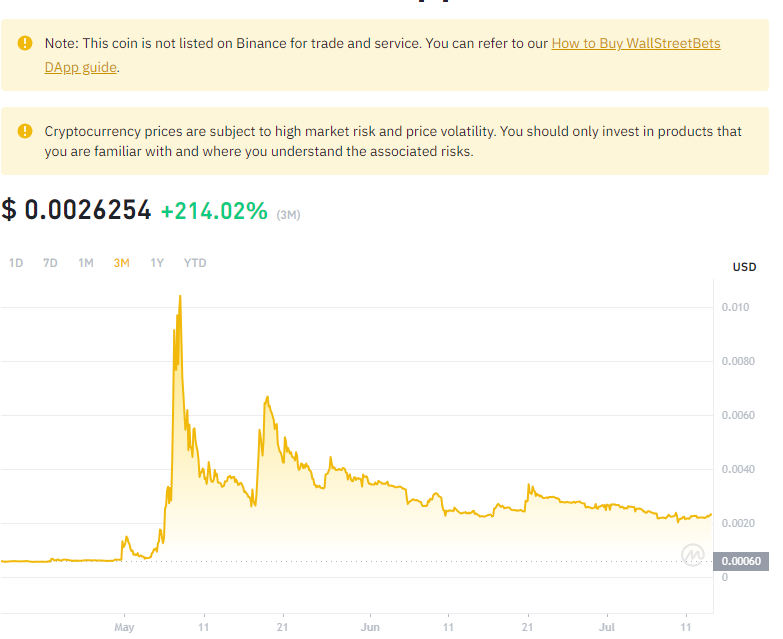 Note: This coin is not listed on Binance for trade and service. You can refer to our How to Buy WallStreetBets
DApp guide.
Cryptocurrency prices are subject to high market risk and price volatility. You should only invest in products that
you are familiar with and where you understand the associated risks.
$ 0.0026254 +214.02% (3M)
1D 7D 1M 3M 1Y YTD
USD
0.010
0.0080
0.0060
0.0040
0.0020
0.00060
0
May 11 21 Jun 11 21 Jul 11